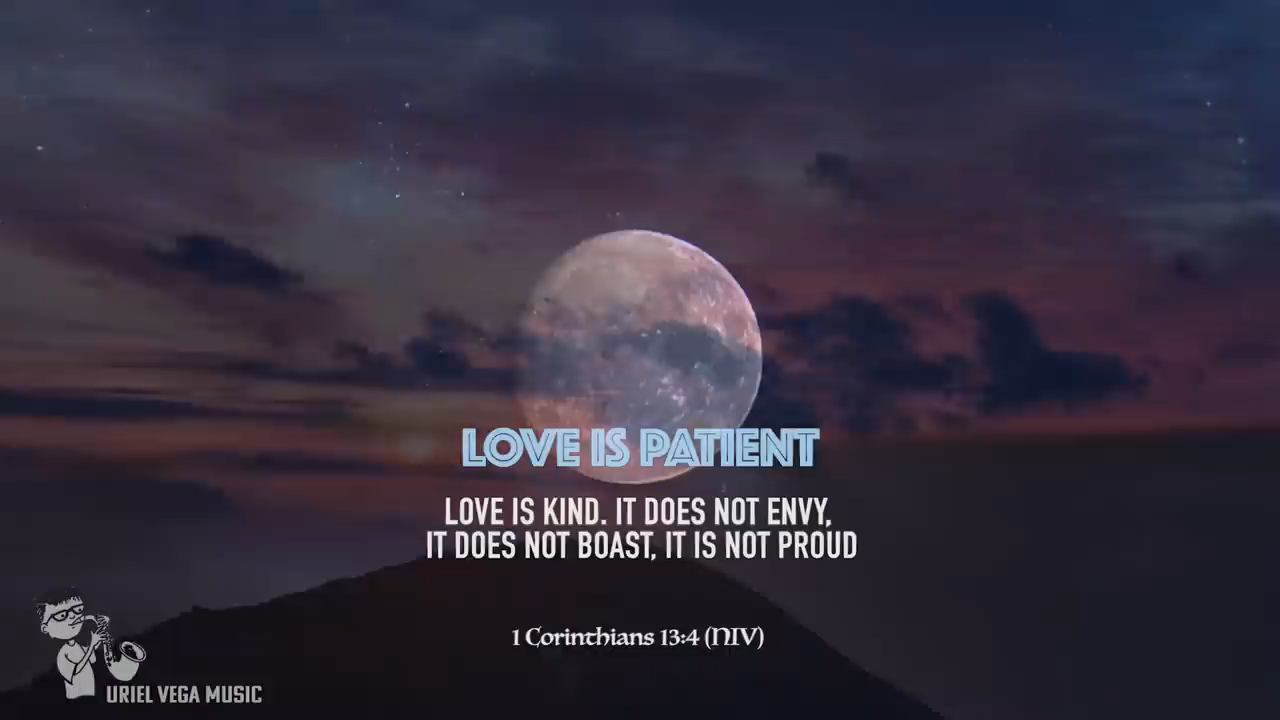 LOVE IS PATIENT
LOVE IS KIND. IT DOES NOT ENVY,
IT DOES NOT BOAST, IT IS NOT PROUD
1 Corinthians 13:4 (NIV)
URIEL VEGA MUSIC